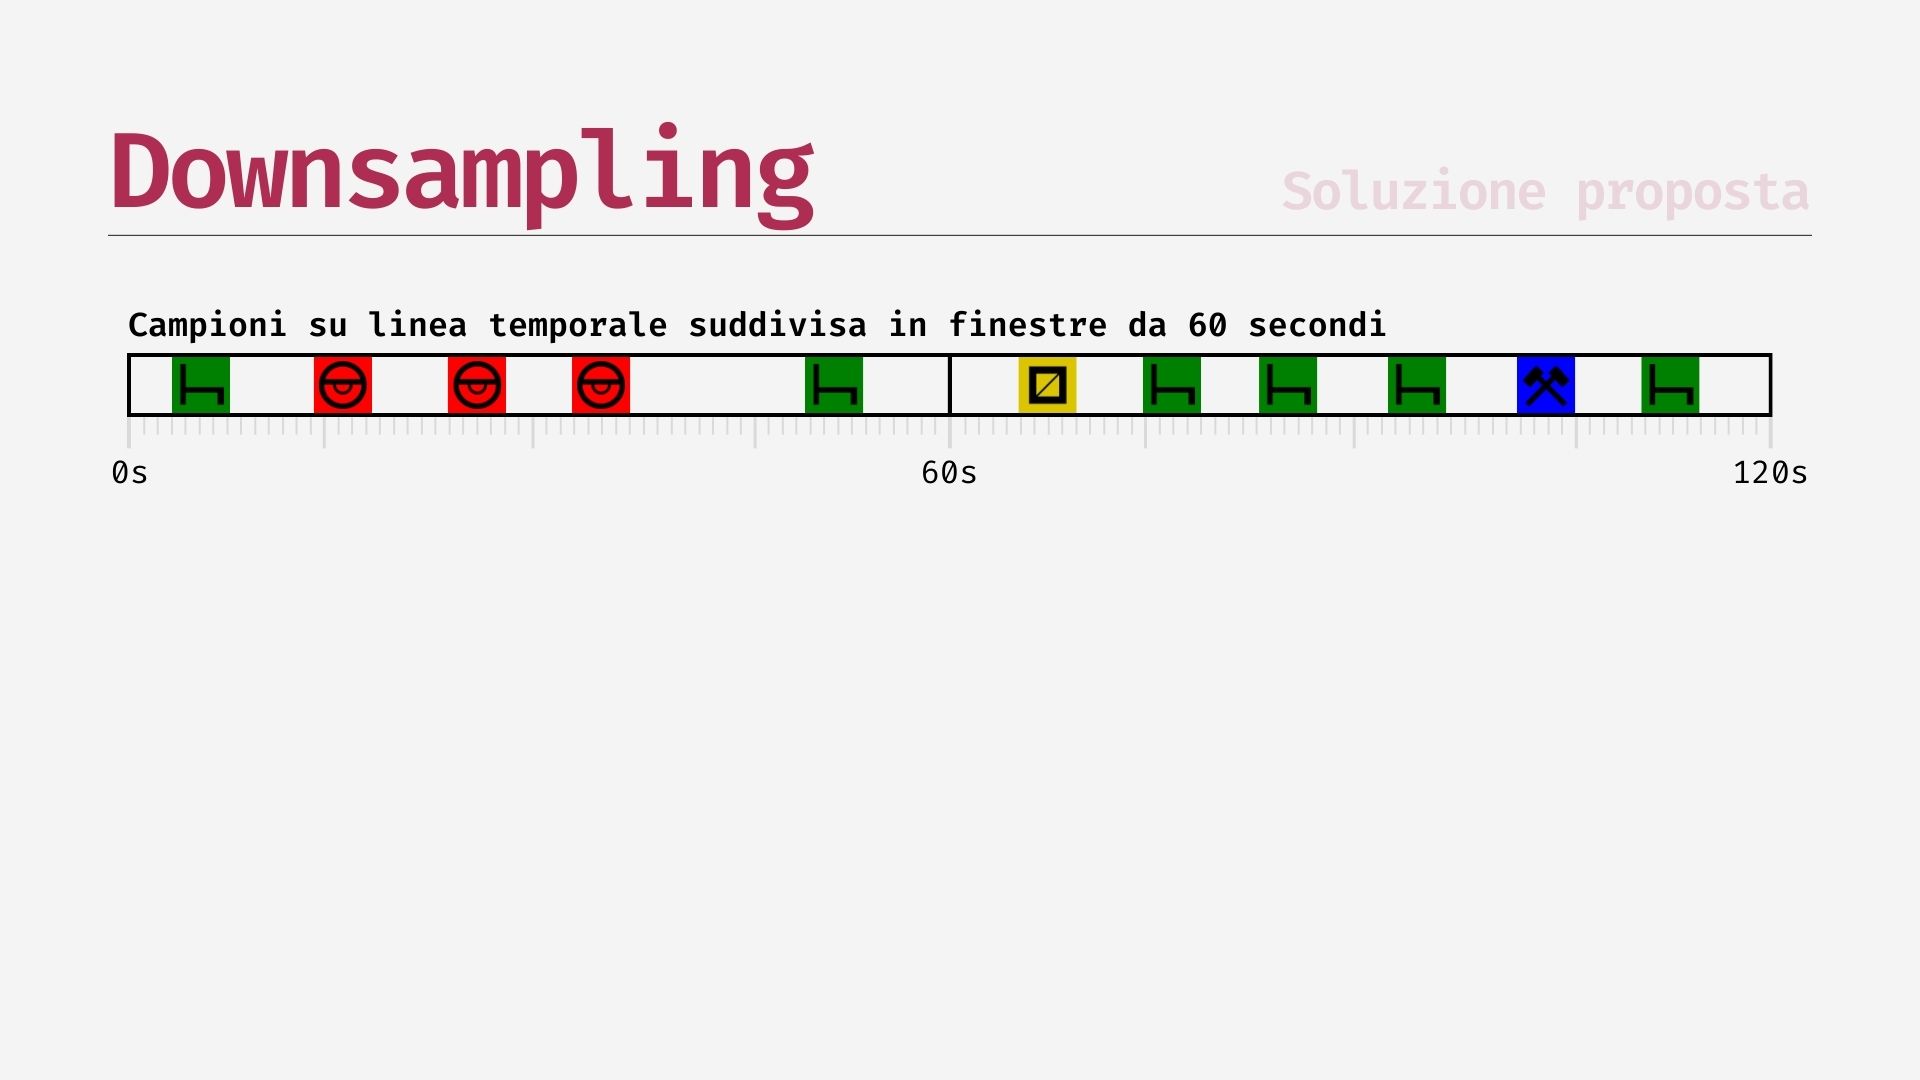 Downsampling
Soluzione proposta
Campioni su linea temporale suddivisa in finestre da 60 secondi
0s 60s 120s